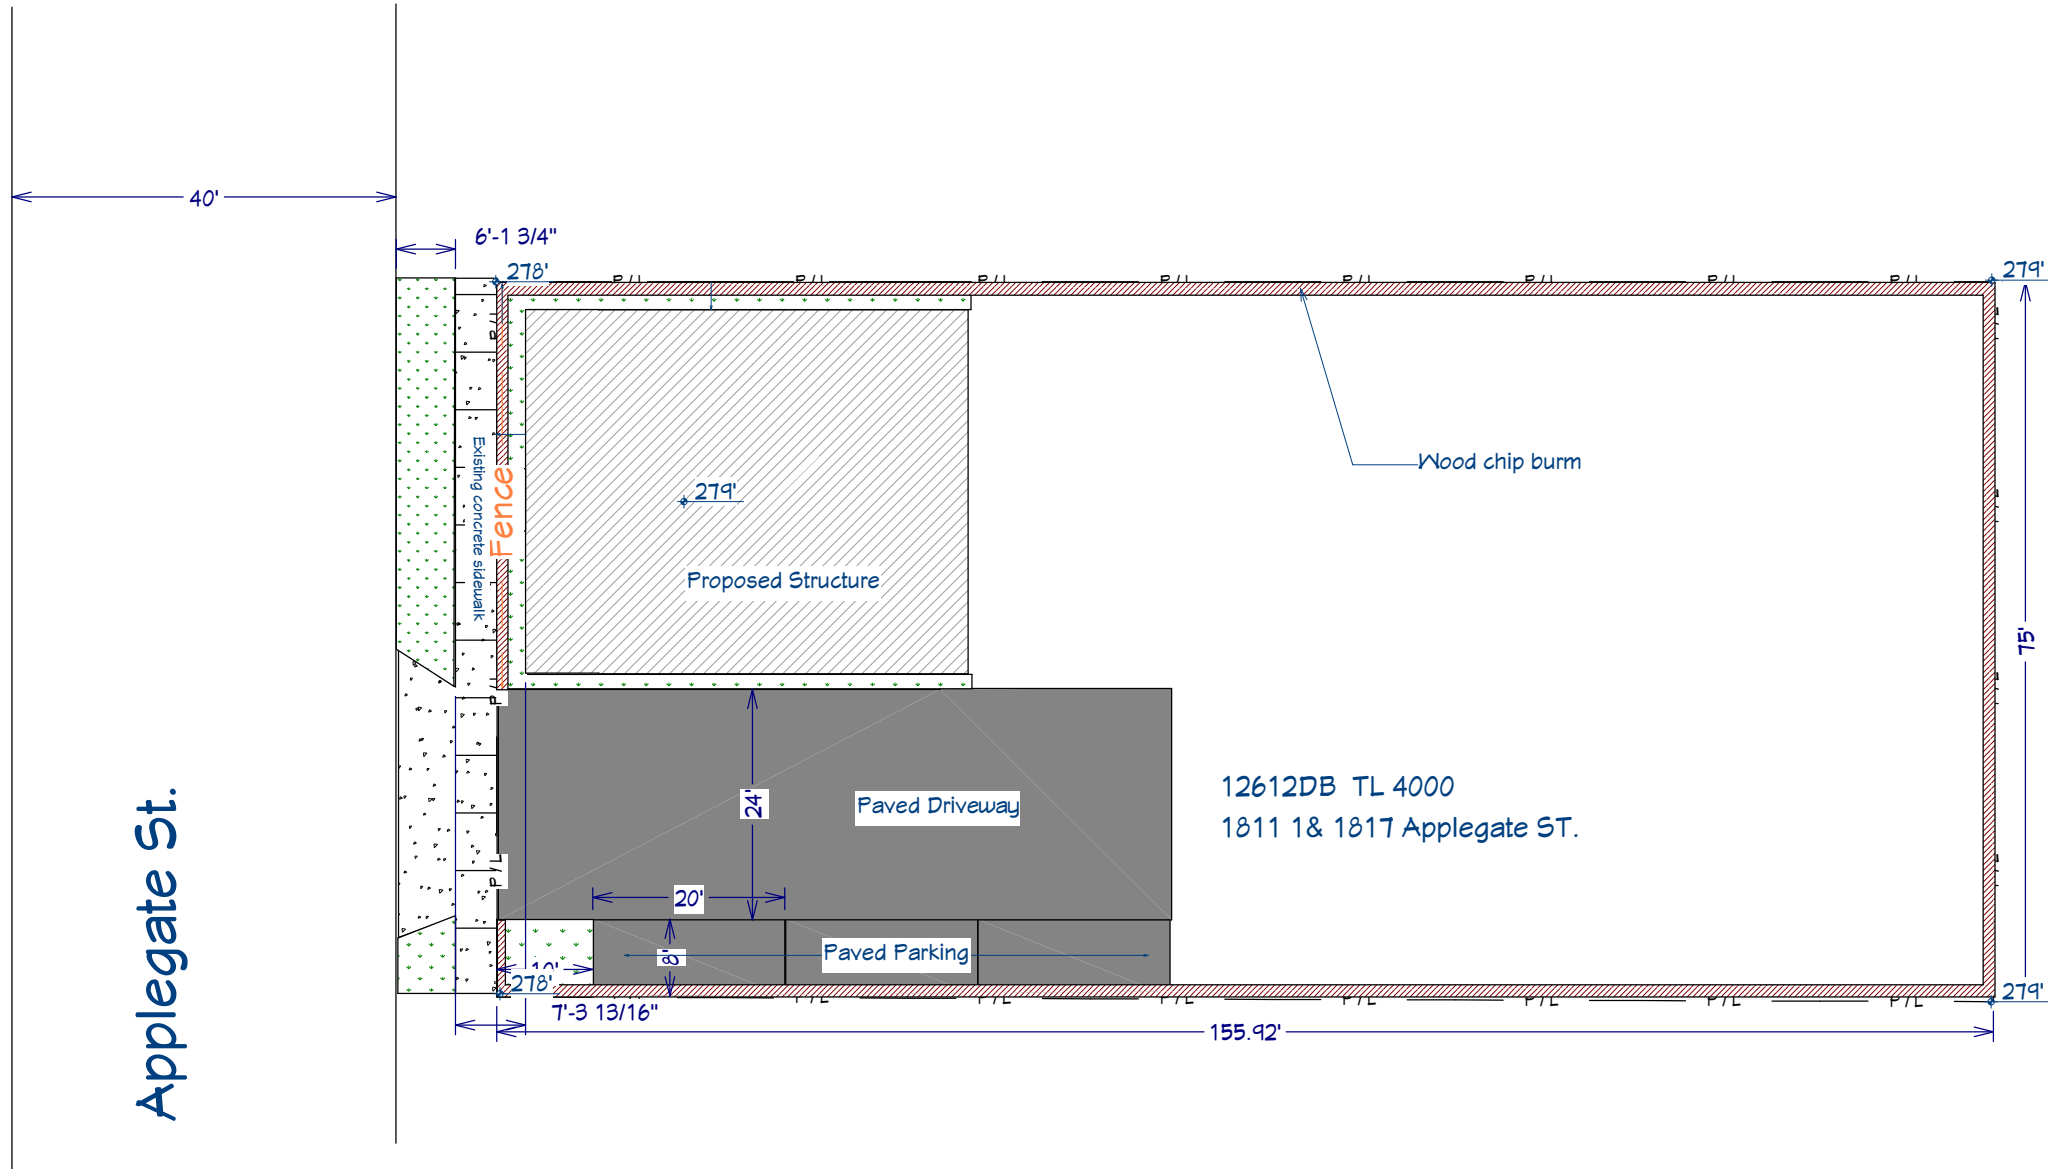 40'
6'-1 3/4"
278'
P/L P/L P/L P/L P/L P/L P/L P/L
279'
Existing concrete sidewalk
Fence
Wood chip burm
279'
Proposed Structure
75'
P/L
24'
Paved Driveway
12612DB TL 4000
1811 1& 1817 Applegate ST.
Applegate St.
P/L
20'
8'
Paved Parking
10'
278'
279'
P/L P/L P/L P/L P/L P/L P/L
7'-3 13/16"
155.92'